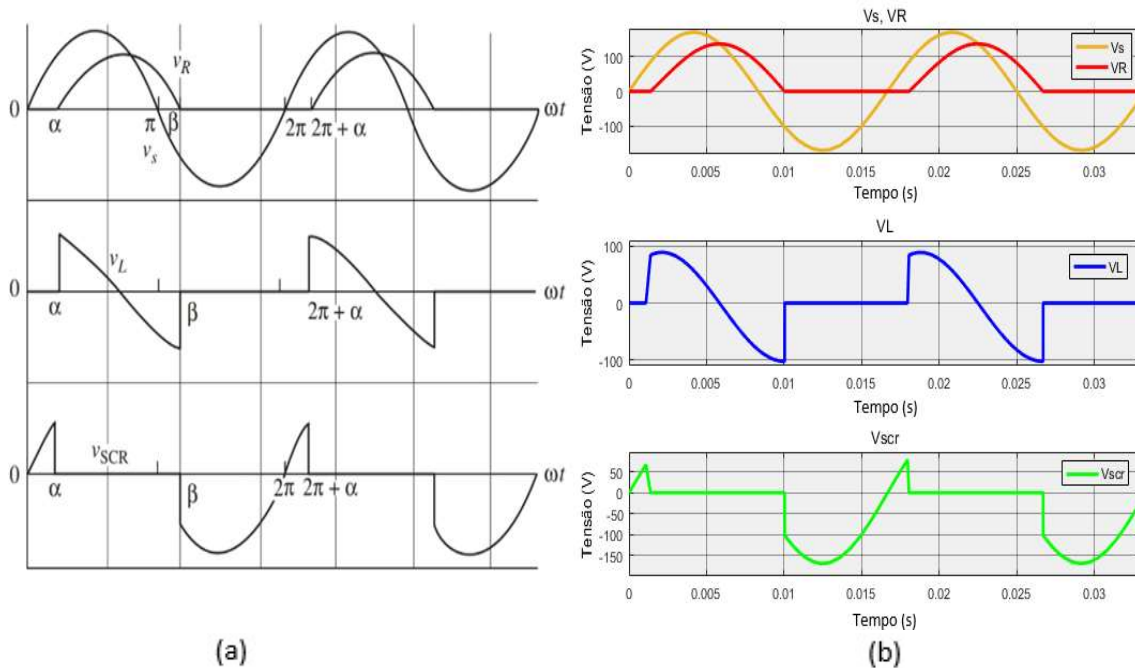 v_R
0
α
π
β
v_s
2π
2π + α
ωt
v_L
0
α
β
2π + α
v_SCR
0
α
β
2π
2π + α
ωt
(a)
Vs, VR
Tensão (V)
100
0
-100
Vs
VR
0 0.005 0.01 0.015 0.02 0.025 0.03
Tempo (s)
VL
Tensão (V)
100
0
-100
VL
0 0.005 0.01 0.015 0.02 0.025 0.03
Tempo (s)
Vscr
Tensão (V)
50
0
-50
-100
-150
Vscr
0 0.005 0.01 0.015 0.02 0.025 0.03
Tempo (s)
(b)